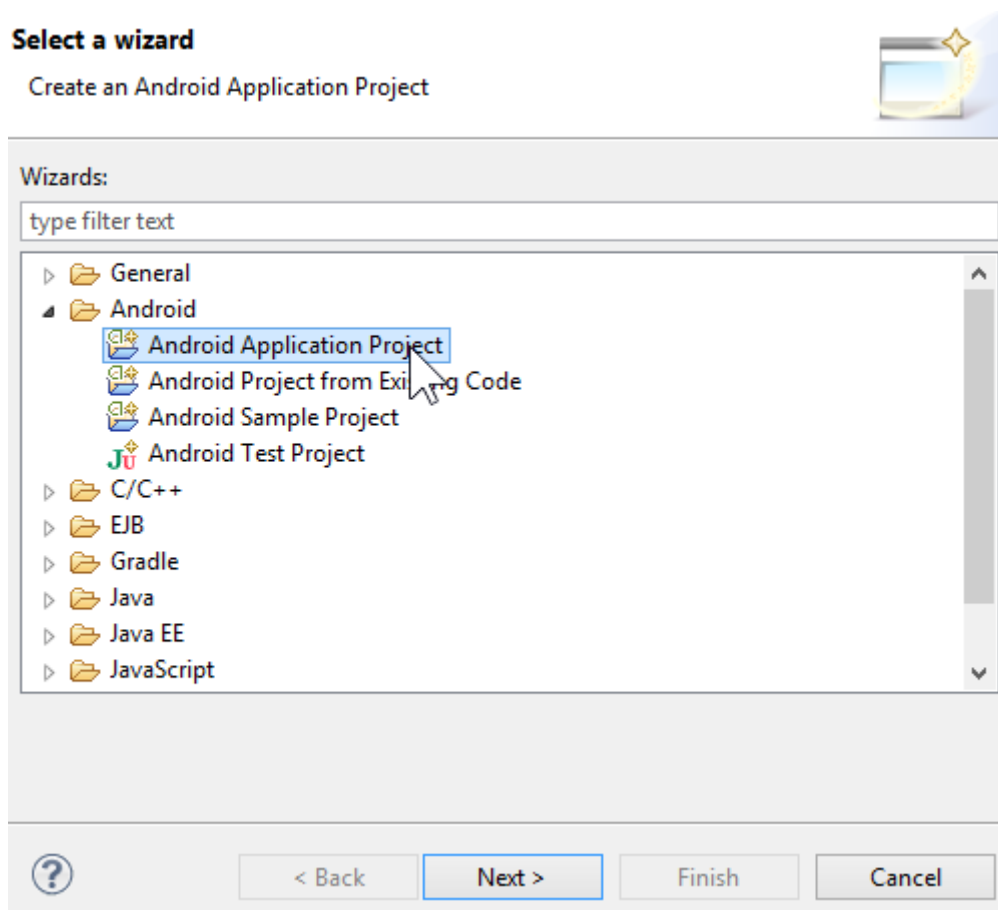 Select a wizard
Create an Android Application Project
Wizards:
type filter text
General
Android
Android Application Project
Android Project from Existing Code
Android Sample Project
Android Test Project
C/C++
EJB
Gradle
Java
Java EE
JavaScript
< Back Next > Finish Cancel